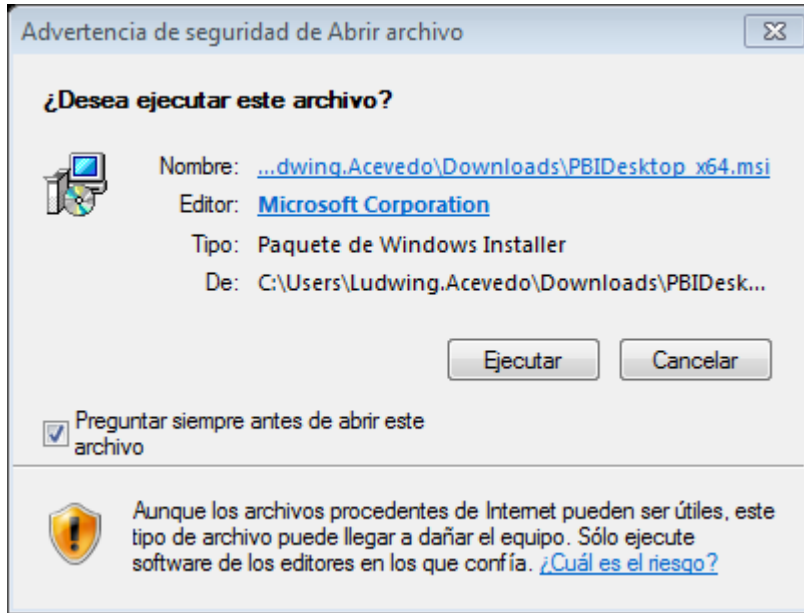 Advertencia de seguridad de Abrir archivo
¿Desea ejecutar este archivo?
Nombre: ...dwing.Acevedo\Downloads\PBIDesktop_x64.msi
Editor: Microsoft Corporation
Tipo: Paquete de Windows Installer
De: C:\Users\Ludwing.Acevedo\Downloads\PBIDesk...
Ejecutar Cancelar
Preguntar siempre antes de abrir este
archivo
Aunque los archivos procedentes de Internet pueden ser útiles, este
tipo de archivo puede llegar a dañar el equipo. Sólo ejecute
software de los editores en los que confía. ¿Cuál es el riesgo?